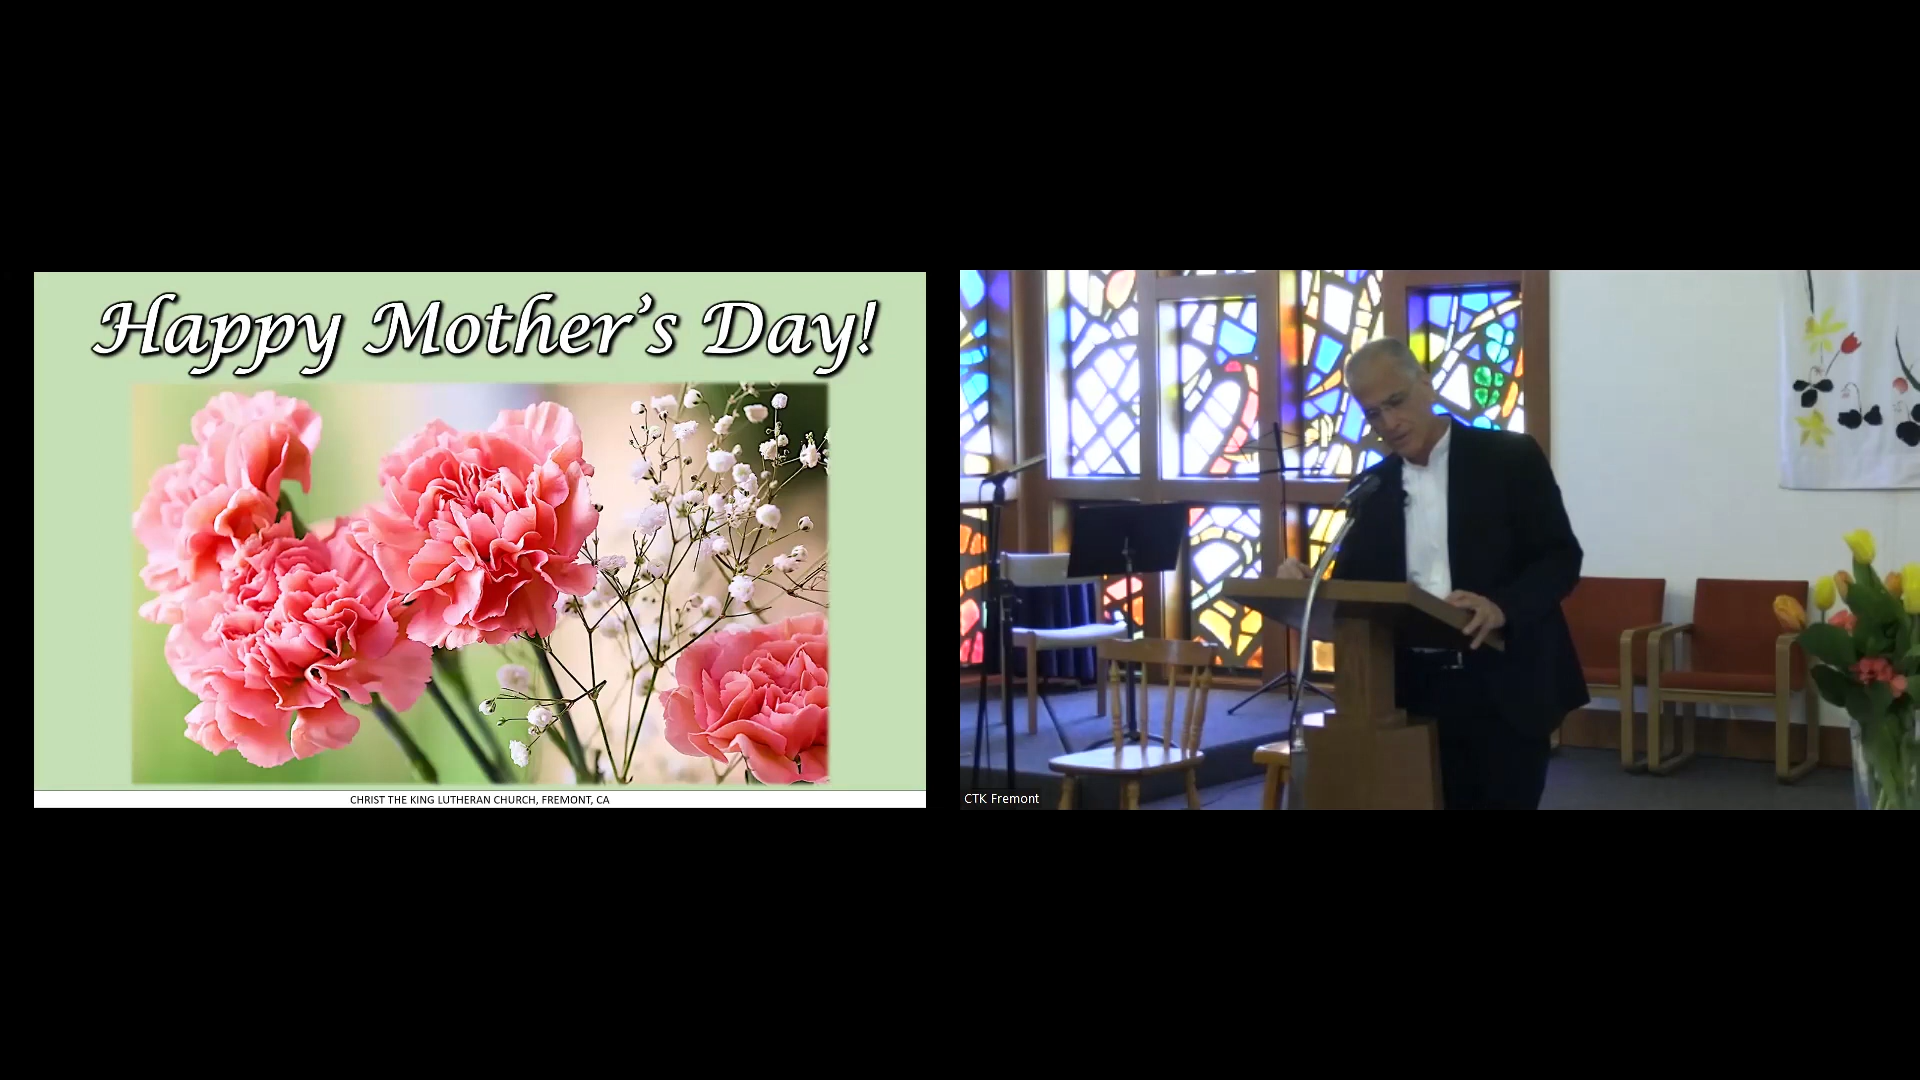 Happy Mother's Day!
CHRIST THE KING LUTHERAN CHURCH, FREMONT, CA
CTK Fremont